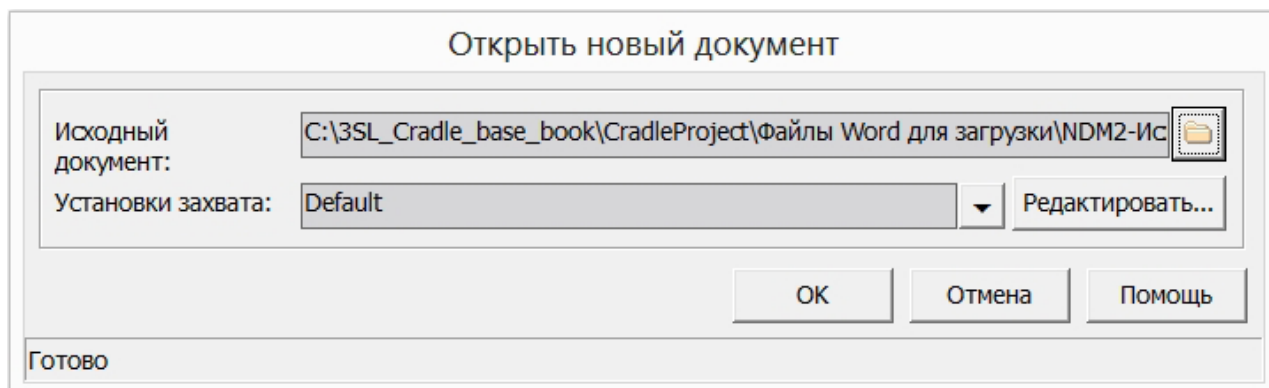 Открыть новый документ
Исходный
документ:
C:\3SL_Cradle_base_book\CradleProject\Файлы Word для загрузки\NDM2-Ис
Установки захвата:
Default
Редактировать...
OK
Отмена
Помощь
Готово